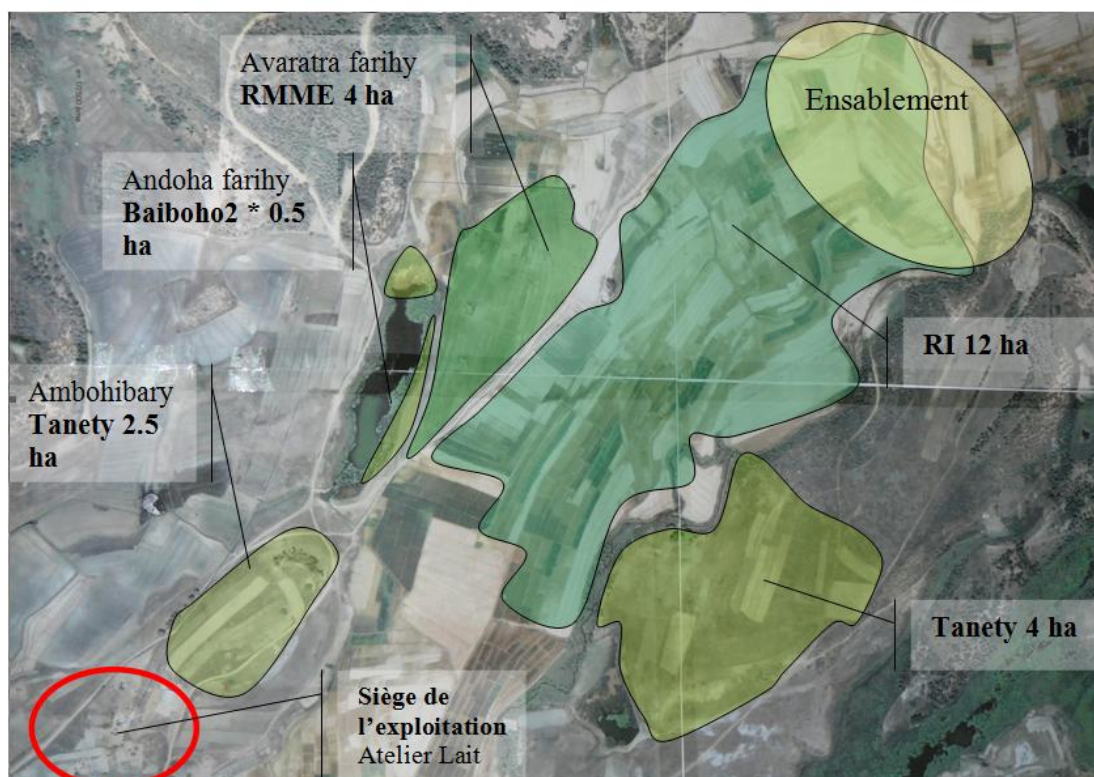 Avaratra farihy
RMME 4 ha
Ensablement
Andoha farihy
Baiboho2 * 0.5
ha
RI 12 ha
Ambohibary
Tanety 2.5
ha
Tanety 4 ha
Siège de
l’exploitation
Atelier Lait